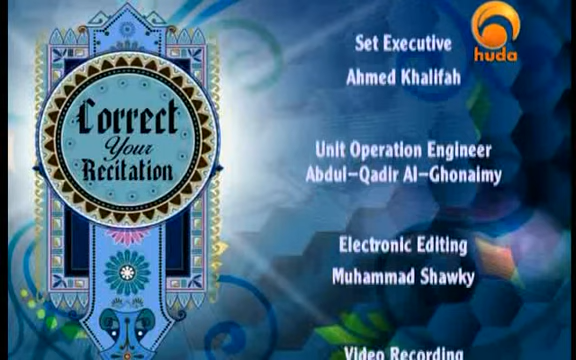 Correct
Your
Recitation
huda
Set Executive
Ahmed Khalifah
Unit Operation Engineer
Abdul-Qadir Al-Ghonaimy
Electronic Editing
Muhammad Shawky
Video Recording